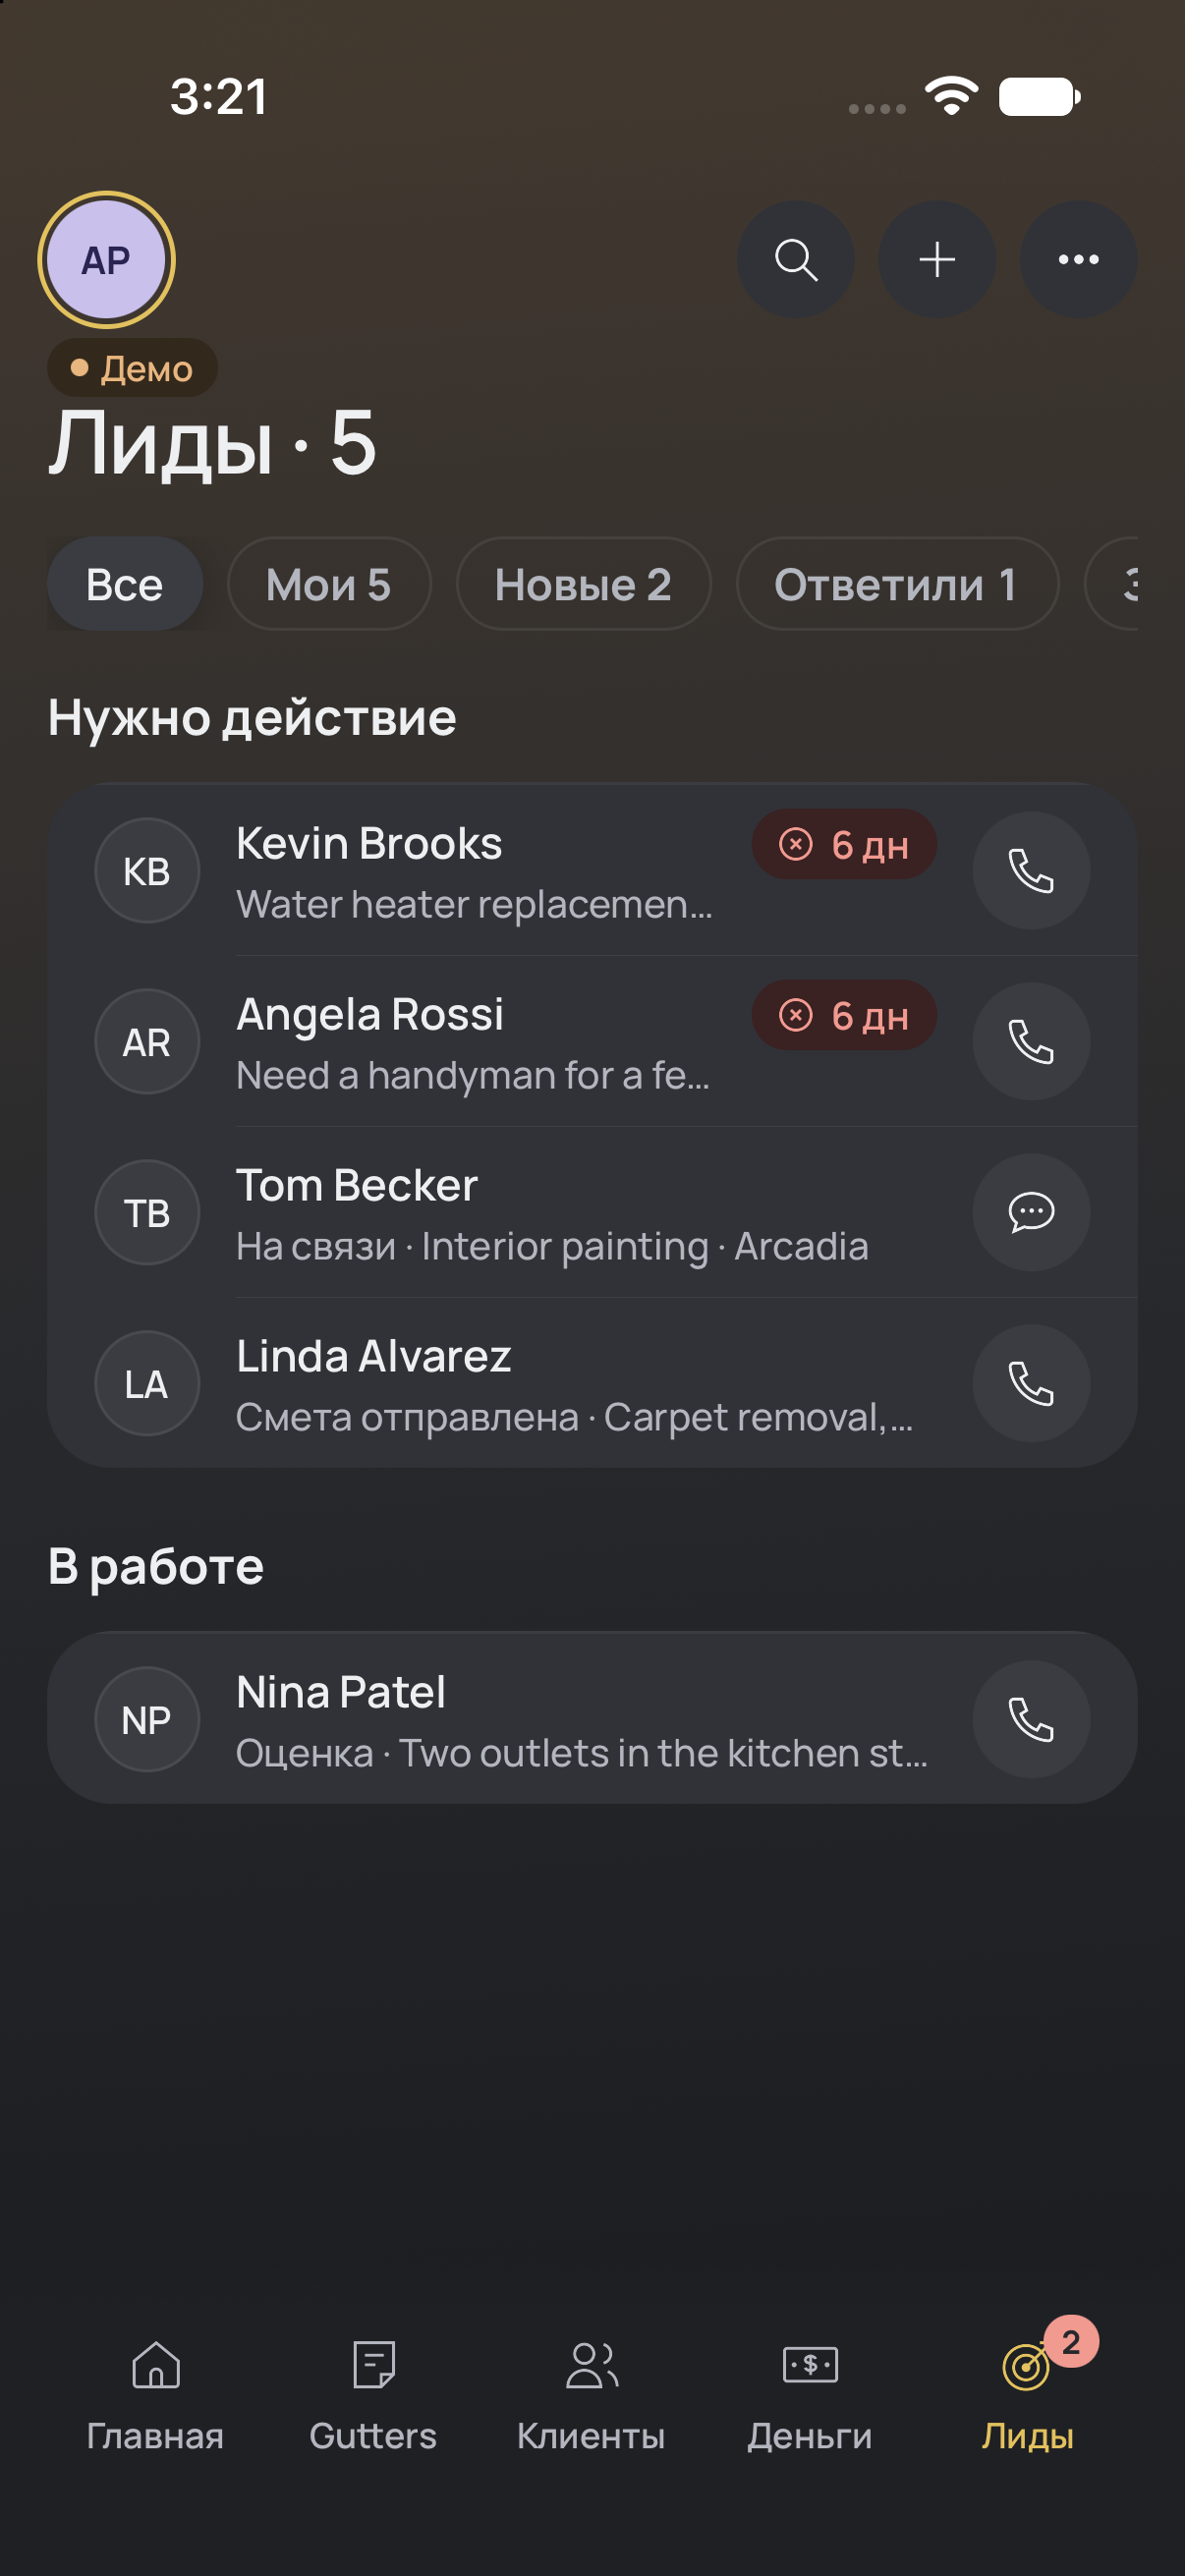 3:21
AP
Демо
Лиды · 5
Все
Мои 5
Новые 2
Ответили 1
KB
Kevin Brooks
6 дн
Water heater replacemen...
AR
Angela Rossi
6 дн
Need a handyman for a fe...
TB
Tom Becker
На связи · Interior painting · Arcadia
LA
Linda Alvarez
Смета отправлена · Carpet removal,...
В работе
NP
Nina Patel
Оценка · Two outlets in the kitchen st...
2
Главная
Gutters
Клиенты
Деньги
Лиды